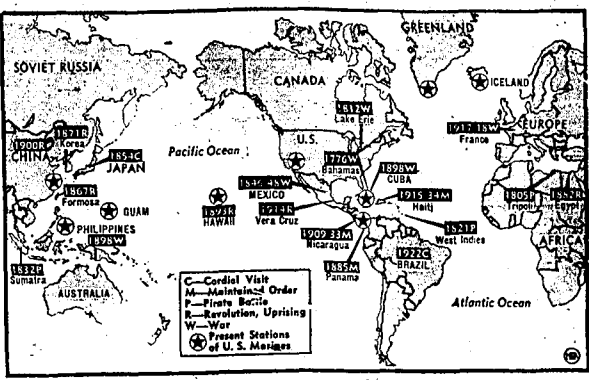 GREENLAND
SOVIET RUSSIA
CANADA
ICELAND
1812W
Lake Erie
1917-18W
France
EUROPE
1871R
Korea
1900R
CHINA
1854C
JAPAN
Pacific Ocean
U.S.
1776W
Bahamas
1898W
CUBA
1867R
Formosa
GUAM
1846-48W
MEXICO
1893R
HAWAII
1914R
Vera Cruz
1915-34M
Haiti
1805P
Tripoli
1882R
Egypt
PHILIPPINES
1898W
1909-33M
Nicaragua
1821P
West Indies
AFRICA
1832P
Sumatra
1885M
Panama
1922C
BRAZIL
AUSTRALIA
Atlantic Ocean
C—Cordial Visit
M—Maintained Order
P—Pirate Battle
R—Revolution, Uprising
W—War
Present Stations
of U.S. Marines